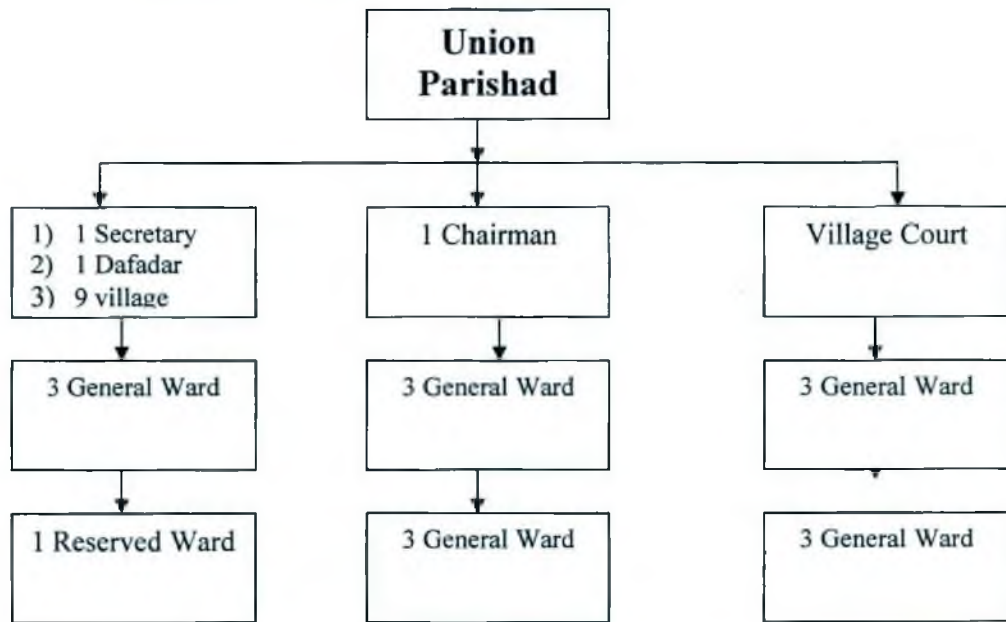 Union
Parishad
1) 1 Secretary
2) 1 Dafadar
3) 9 village
1 Chairman
Village Court
3 General Ward
3 General Ward
3 General Ward
1 Reserved Ward
3 General Ward
3 General Ward